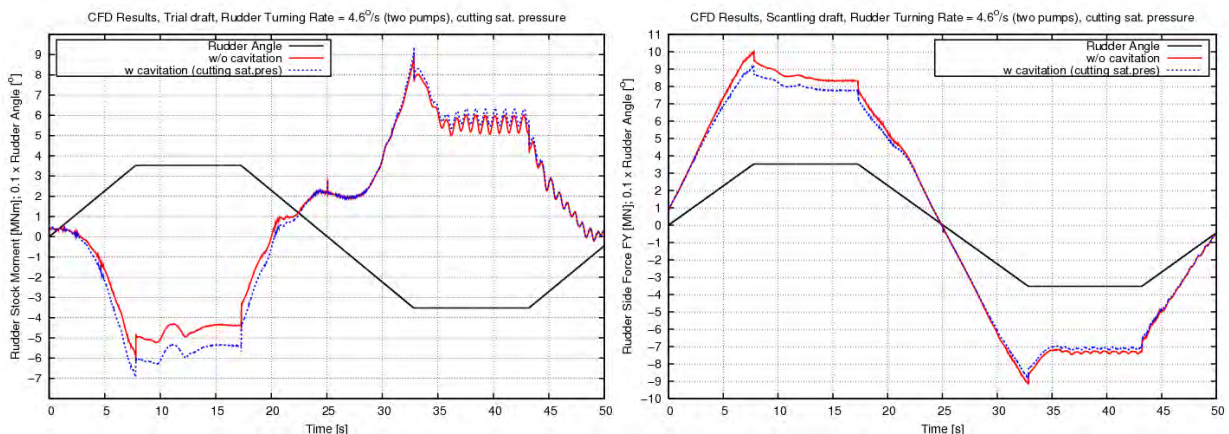 CFD Results, Trial draft, Rudder Turning Rate = 4.6°/s (two pumps), cutting sat. pressure
Rudder Stock Moment [MNm]; 0.1 x Rudder Angle [°]
9
8
7
6
5
4
3
2
1
0
−1
−2
−3
−4
−5
−6
−7
Rudder Angle
w/o cavitation
w cavitation (cutting sat.pres)
0 5 10 15 20 25 30 35 40 45 50
Time [s]
CFD Results, Scantling draft, Rudder Turning Rate = 4.6°/s (two pumps), cutting sat. pressure
Rudder Side Force FY [MN]; 0.1 x Rudder Angle [°]
11
10
9
8
7
6
5
4
3
2
1
0
−1
−2
−3
−4
−5
−6
−7
−8
−9
−10
Rudder Angle
w/o cavitation
w cavitation (cutting sat.pres)
0 5 10 15 20 25 30 35 40 45 50
Time [s]